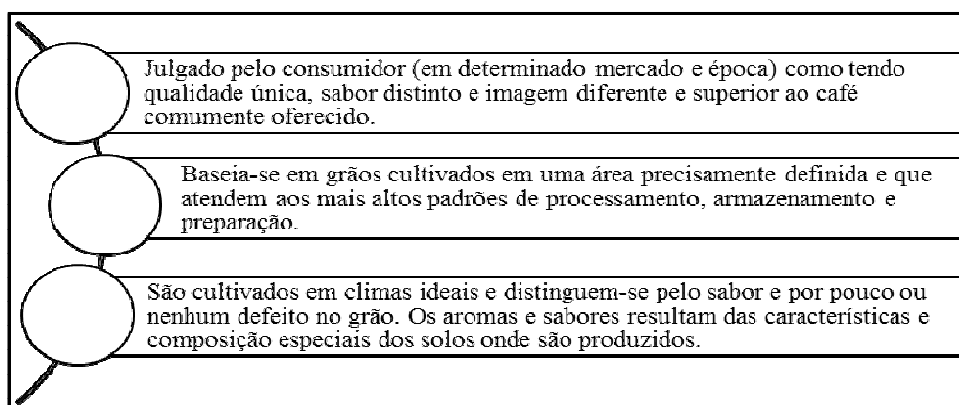 Julgado pelo consumidor (em determinado mercado e época) como tendo
qualidade única, sabor distinto e imagem diferente e superior ao café
comumente oferecido.
Baseia-se em grãos cultivados em uma área precisamente definida e que
atendem aos mais altos padrões de processamento, armazenamento e
preparação.
São cultivados em climas ideais e distinguem-se pelo sabor e por pouco ou
nenhum defeito no grão. Os aromas e sabores resultam das características e
composição especiais dos solos onde são produzidos.